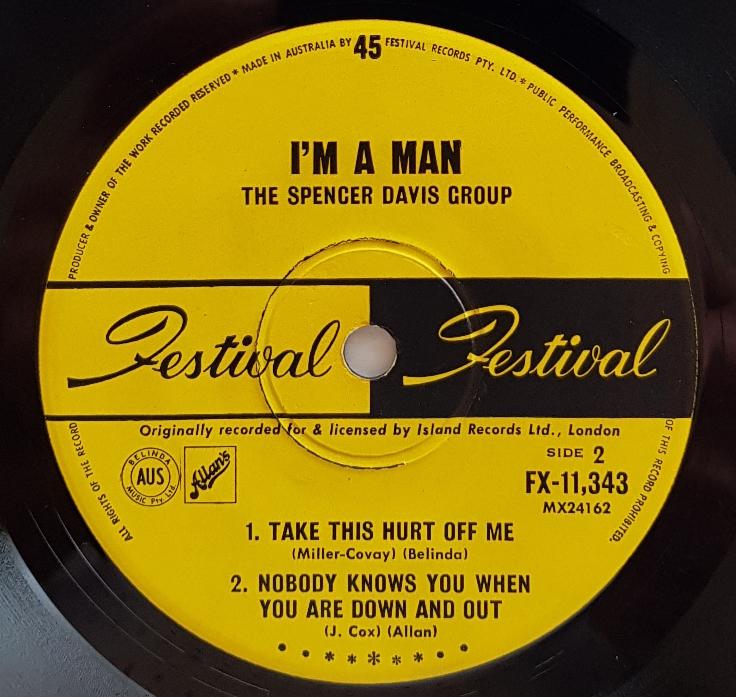 PRODUCER & OWNER OF THE WORK RECORDED RESERVED * MADE IN AUSTRALIA BY 45 FESTIVAL RECORDS PTY. LTD. * PUBLIC PERFORMANCE BROADCASTING & COPYING
I'M A MAN
THE SPENCER DAVIS GROUP
Festival Festival
Originally recorded for & licensed by Island Records Ltd., London
SIDE 2
BELINDA
AUS
MUSIC Pty Ltd
Allan's
FX-11,343
MX24162
1. TAKE THIS HURT OFF ME
(Miller-Covay) (Belinda)
2. NOBODY KNOWS YOU WHEN
YOU ARE DOWN AND OUT
(J. Cox) (Allan)
ALL RIGHTS OF THE RECORD
OF THIS RECORD PROHIBITED.